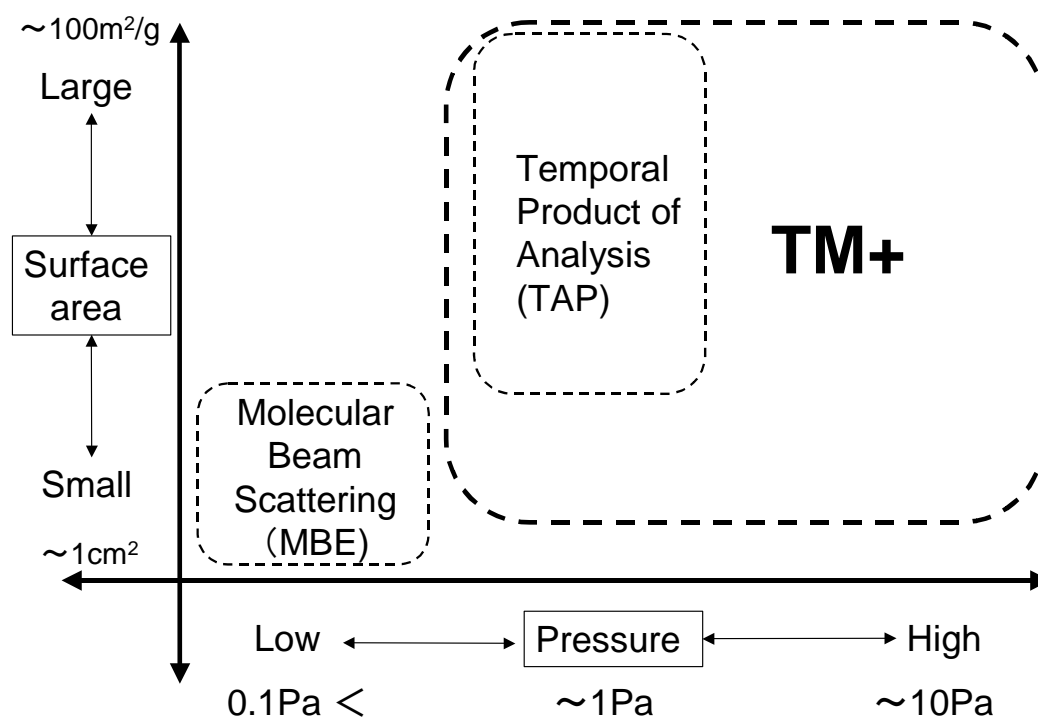 ～100m²/g
Large
Surface
area
Small
～1cm²
Temporal
Product of
Analysis
(TAP)
TM+
Molecular
Beam
Scattering
（MBE)
Low
Pressure
High
0.1Pa＜
～1Pa
～10Pa